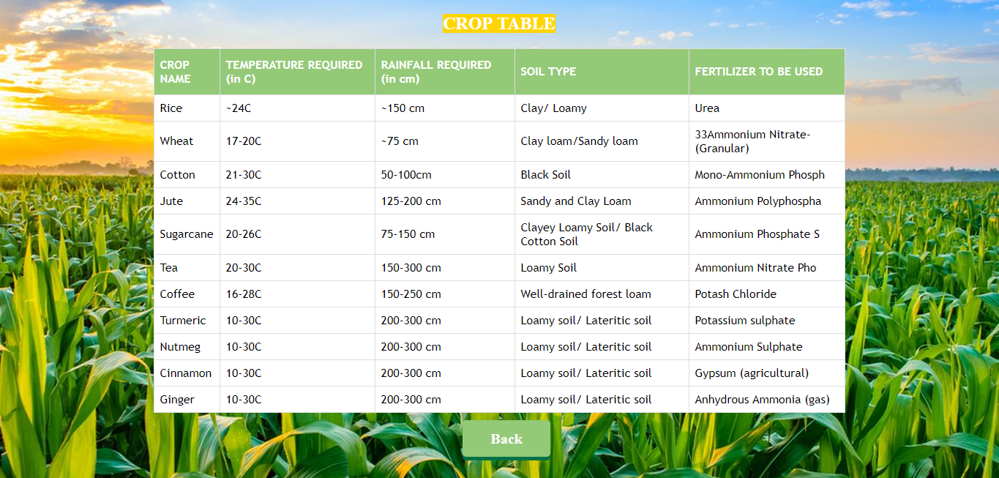 CROP TABLE
CROP NAME TEMPERATURE REQUIRED (in C) RAINFALL REQUIRED (in cm) SOIL TYPE FERTILIZER TO BE USED
Rice ~24C ~150 cm Clay/ Loamy Urea
Wheat 17-20C ~75 cm Clay loam/Sandy loam 33Ammonium Nitrate-(Granular)
Cotton 21-30C 50-100cm Black Soil Mono-Ammonium Phosph
Jute 24-35C 125-200 cm Sandy and Clay Loam Ammonium Polyphospha
Sugarcane 20-26C 75-150 cm Clayey Loamy Soil/ Black Cotton Soil Ammonium Phosphate S
Tea 20-30C 150-300 cm Loamy Soil Ammonium Nitrate Pho
Coffee 16-28C 150-250 cm Well-drained forest loam Potash Chloride
Turmeric 10-30C 200-300 cm Loamy soil/ Lateritic soil Potassium sulphate
Nutmeg 10-30C 200-300 cm Loamy soil/ Lateritic soil Ammonium Sulphate
Cinnamon 10-30C 200-300 cm Loamy soil/ Lateritic soil Gypsum (agricultural)
Ginger 10-30C 200-300 cm Loamy soil/ Lateritic soil Anhydrous Ammonia (gas)
Back